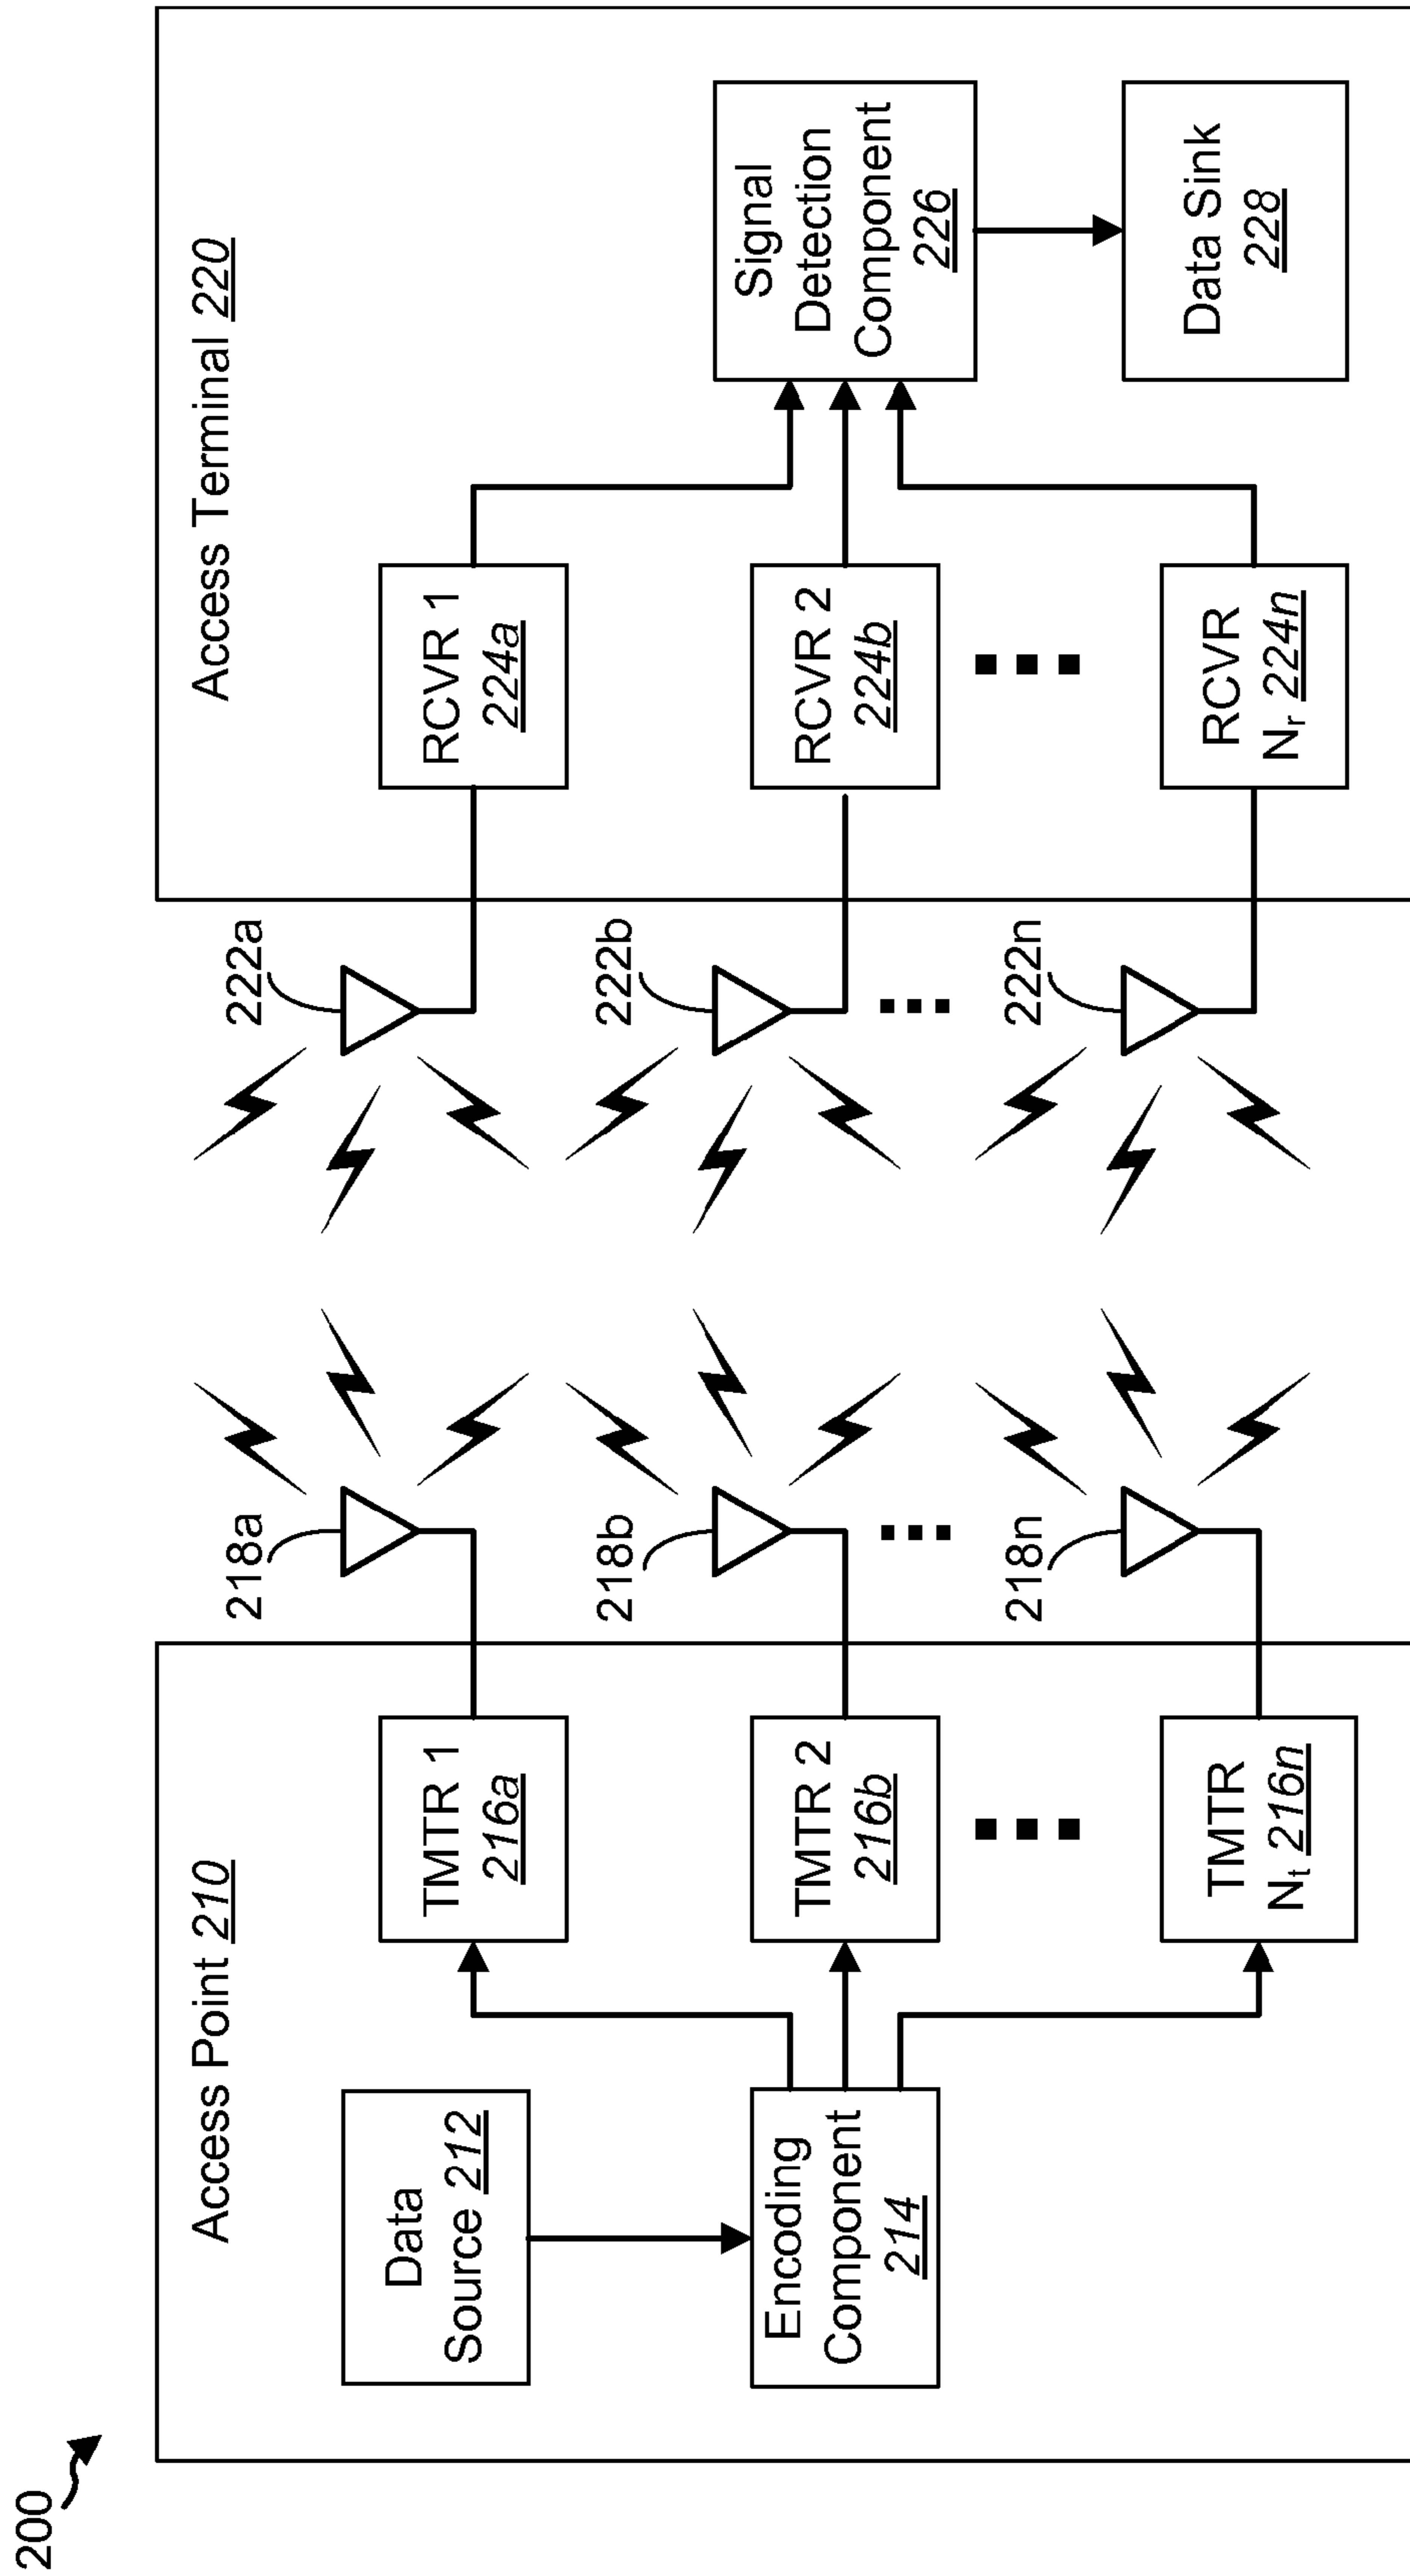 200
Access Point 210
Data
Source 212
Encoding
Component
214
TMTR 1
216a
TMTR 2
216b
TMTR
Nt 216n
218a
218b
218n
222a
222b
222n
Access Terminal 220
RCVR 1
224a
RCVR 2
224b
RCVR
Nr 224n
Signal
Detection
Component
226
Data Sink
228